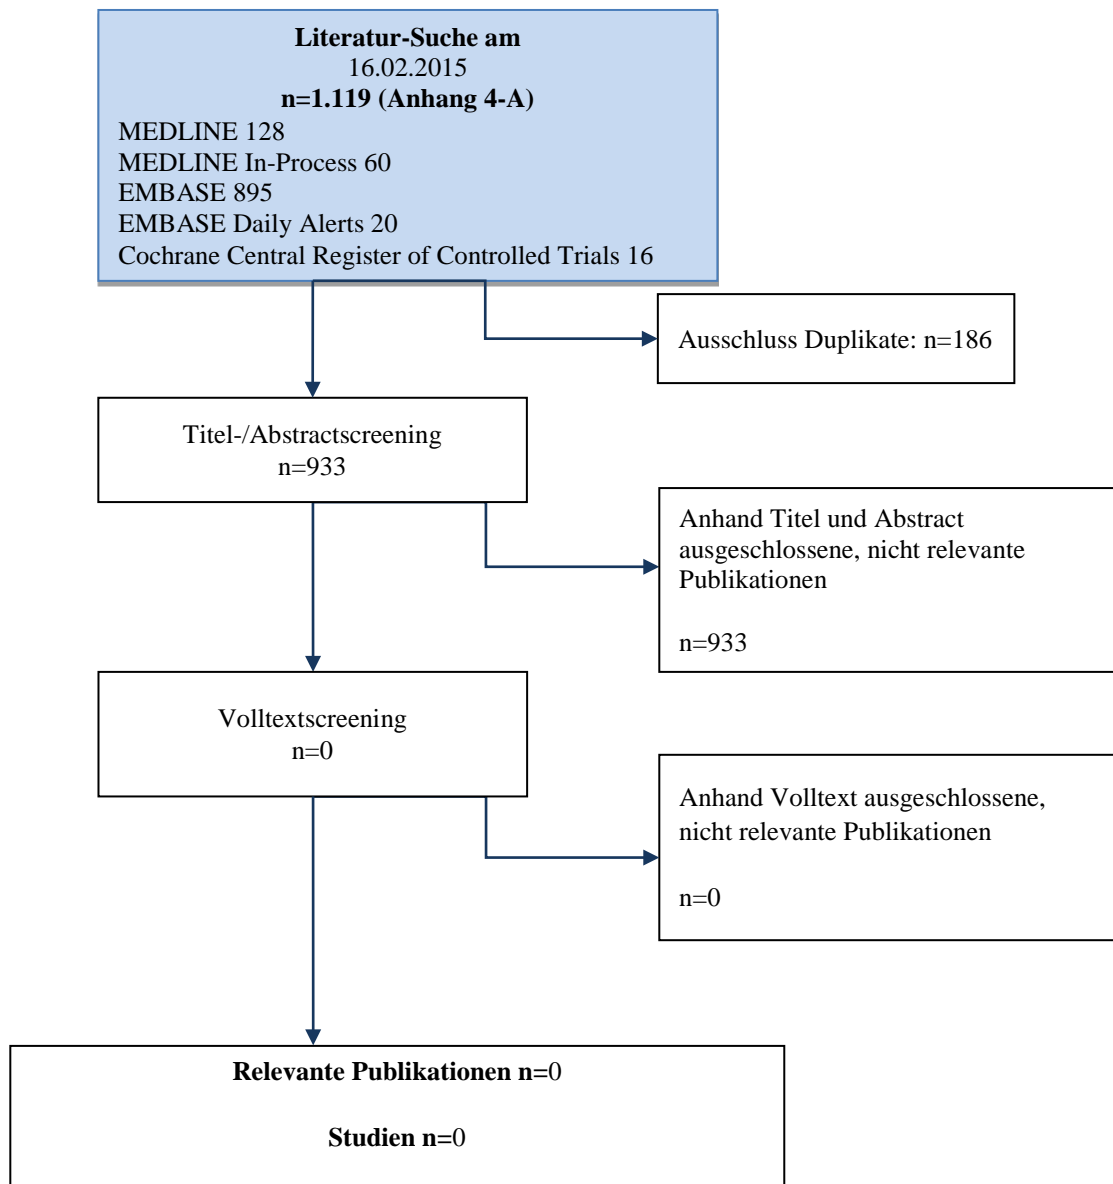 Literatur-Suche am
16.02.2015
n=1.119 (Anhang 4-A)
MEDLINE 128
MEDLINE In-Process 60
EMBASE 895
EMBASE Daily Alerts 20
Cochrane Central Register of Controlled Trials 16
Ausschluss Duplikate: n=186
Titel-/Abstractscreening
n=933
Anhand Titel und Abstract
ausgeschlossene, nicht relevante
Publikationen
n=933
Volltextscreening
n=0
Anhand Volltext ausgeschlossene,
nicht relevante Publikationen
n=0
Relevante Publikationen n=0
Studien n=0